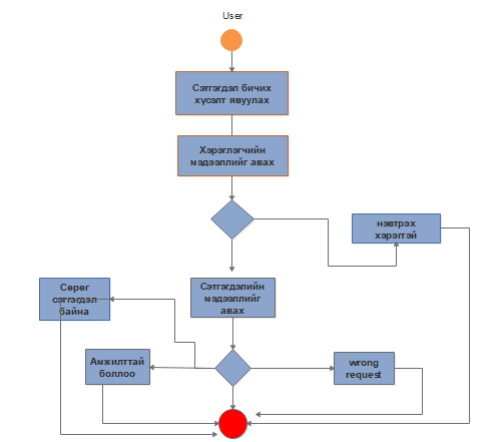 User
Сэтгэгдэл бичих
хүсэлт явуулах
Хэрэглэгчийн
мэдээллийг авах
нэвтрэх
хэрэгтэй
Сэтгэгдэлийн
мэдээллийг
авах
Сөрөг
сэтгэгдэл
байна
Амжилттай
боллоо
wrong
request